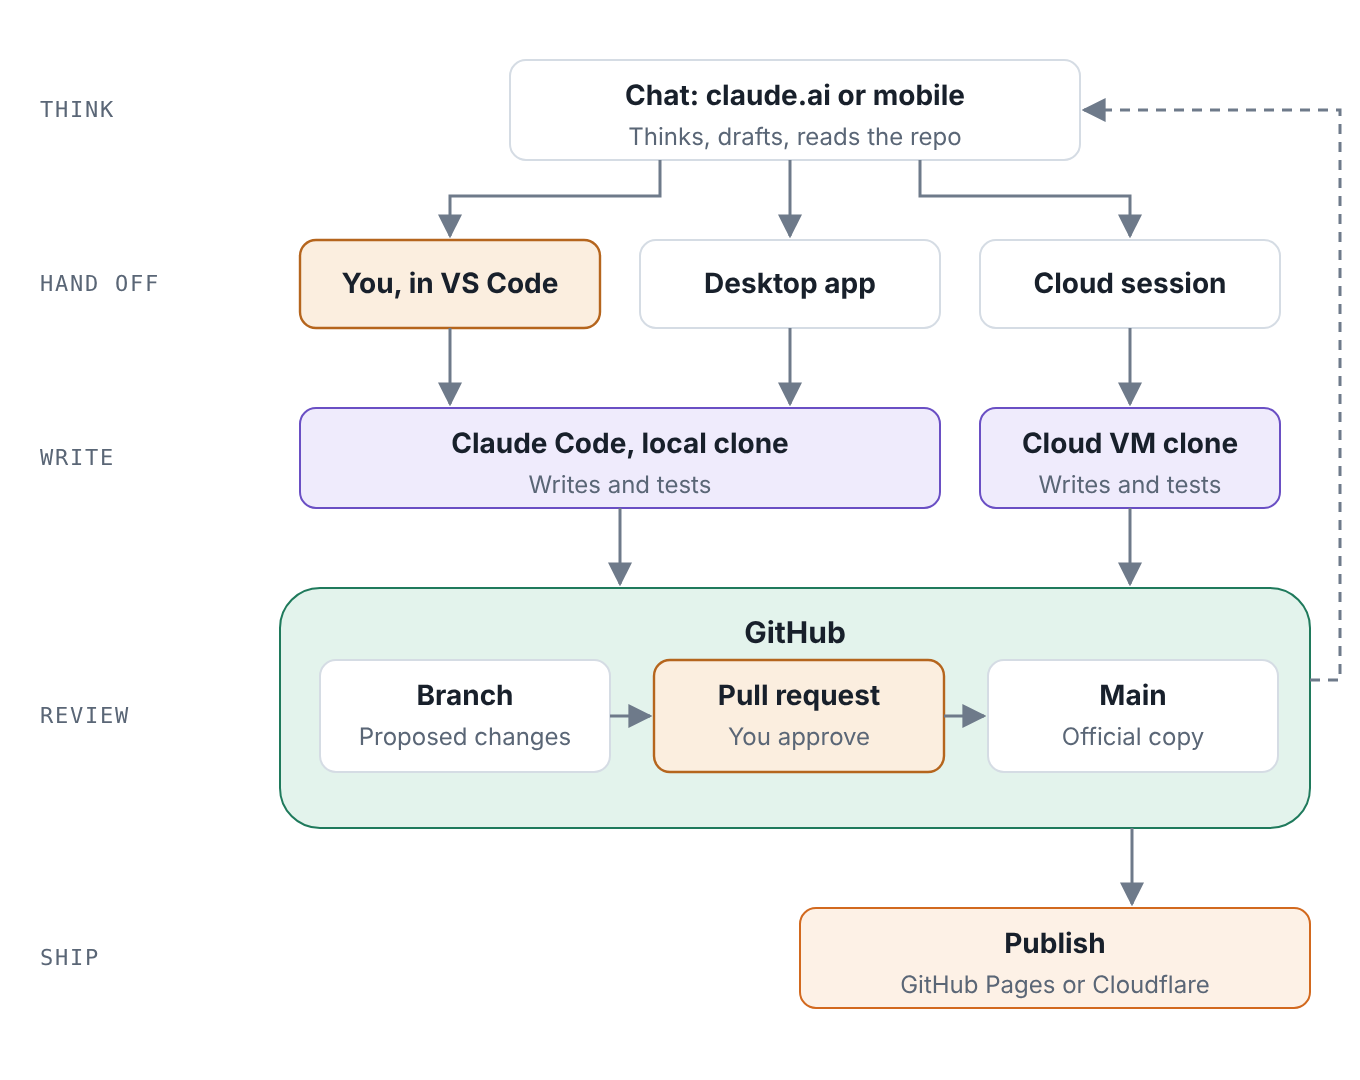 THINK
Chat: claude.ai or mobile
Thinks, drafts, reads the repo
HAND OFF
You, in VS Code
Desktop app
Cloud session
WRITE
Claude Code, local clone
Writes and tests
Cloud VM clone
Writes and tests
REVIEW
GitHub
Branch
Proposed changes
Pull request
You approve
Main
Official copy
SHIP
Publish
GitHub Pages or Cloudflare